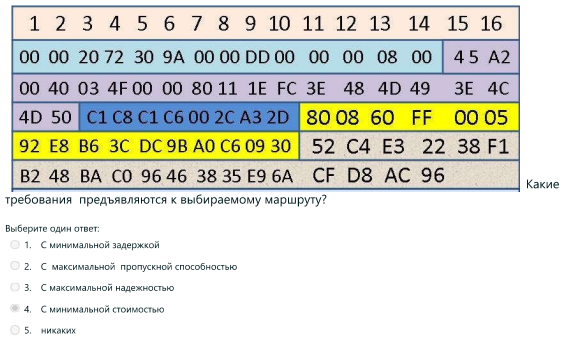 1 2 3 4 5 6 7 8 9 10 11 12 13 14 15 16
00 00 20 72 30 9A 00 00 DD 00 00 00 08 00 4 5 A2
00 40 03 4F 00 00 80 11 1E FC 3E 48 4D 49 3E 4C
4D 50 C1 C8 C1 C6 00 2C A3 2D 80 08 60 FF 00 05
92 E8 B6 3C DC 9B A0 C6 09 30 52 C4 E3 22 38 F1
B2 48 BA C0 96 46 38 35 E9 6A CF D8 AC 96
Какие
требования предъявляются к выбираемому маршруту?
Выберите один ответ:
1. С минимальной задержкой
2. С максимальной пропускной способностью
3. С максимальной надежностью
4. С минимальной стоимостью
5. никаких